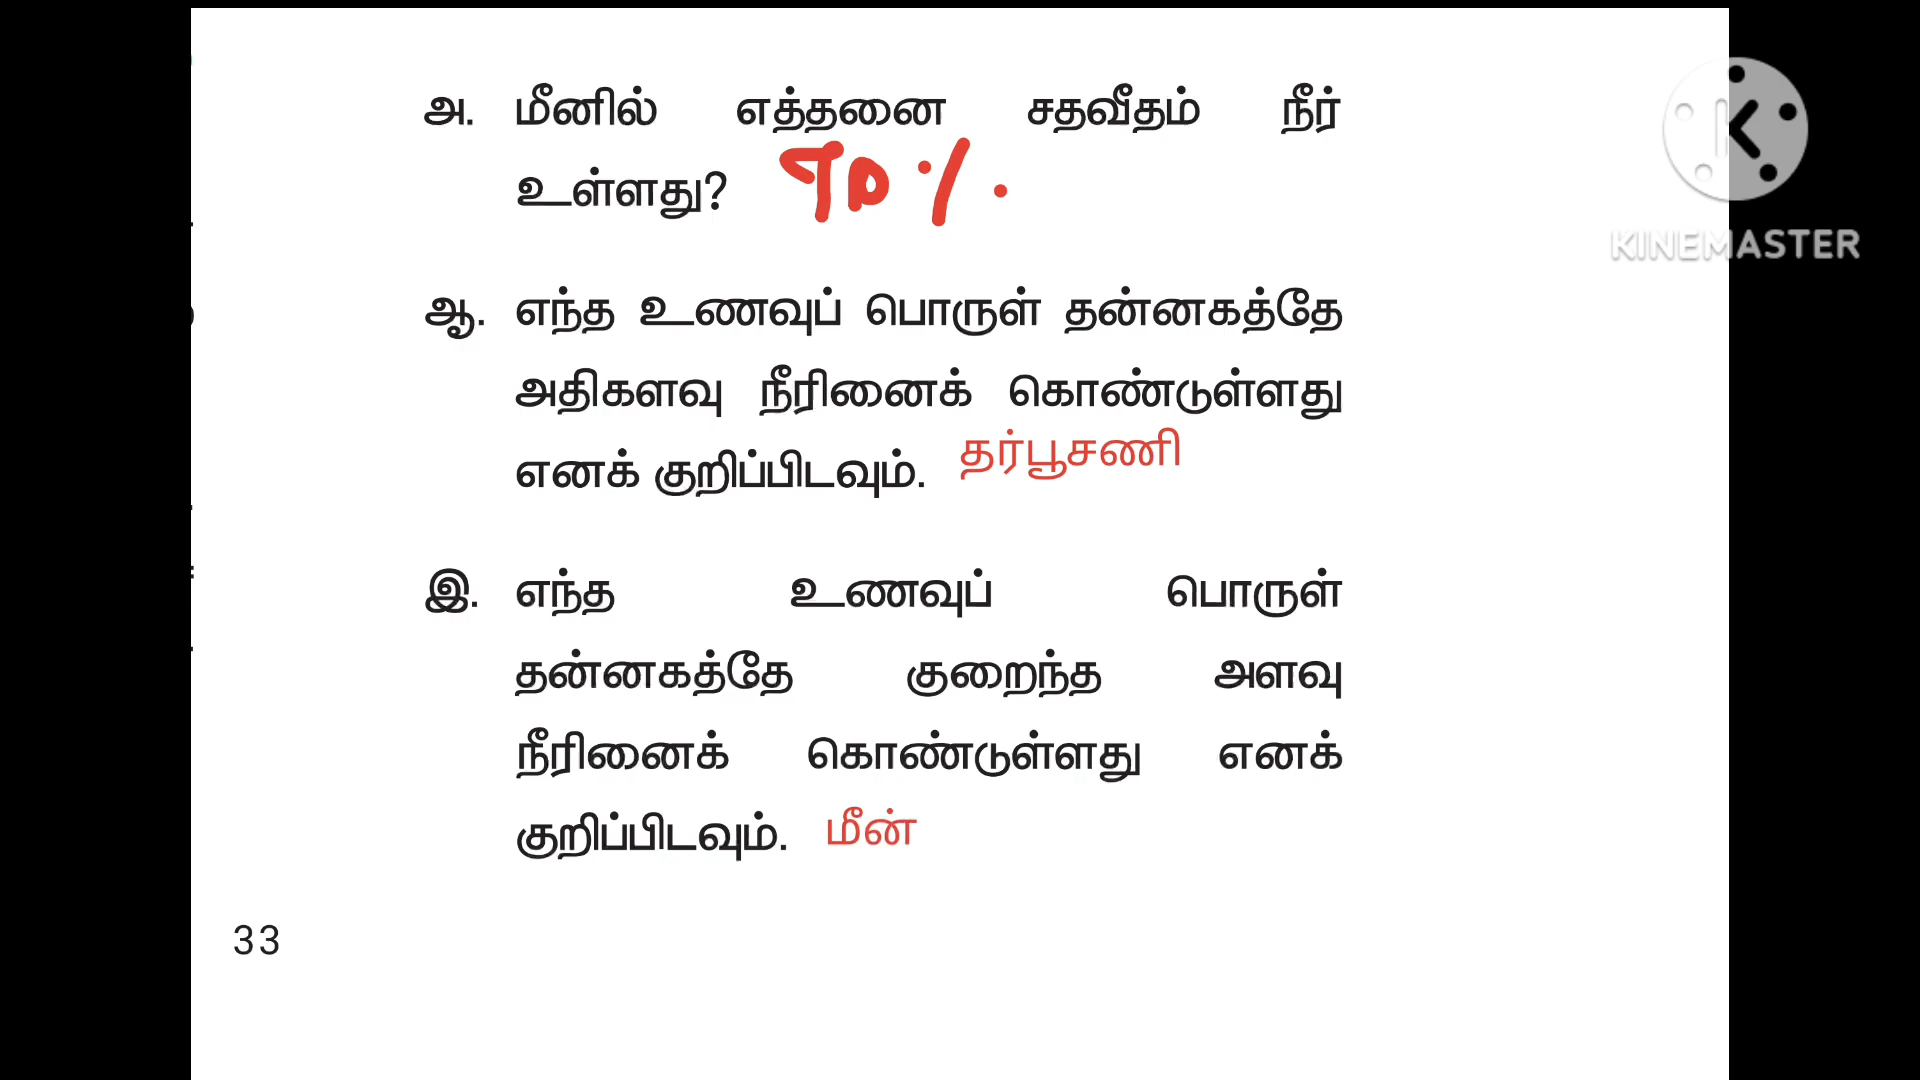 அ. மீனில் எத்தனை சதவீதம் நீர்
உள்ளது? 70 %
ஆ. எந்த உணவுப் பொருள் தன்னகத்தே
அதிகளவு நீரினைக் கொண்டுள்ளது
எனக் குறிப்பிடவும். தர்பூசணி
இ. எந்த உணவுப் பொருள்
தன்னகத்தே குறைந்த அளவு
நீரினைக் கொண்டுள்ளது எனக்
குறிப்பிடவும். மீன்
33
KINEMASTER